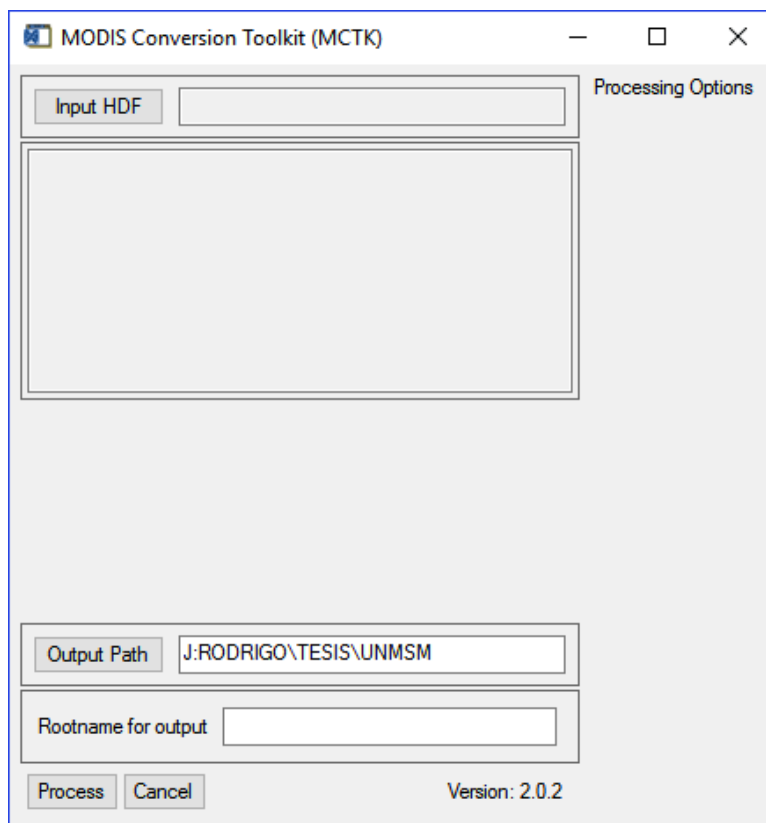 MODIS Conversion Toolkit (MCTK)
Input HDF
Processing Options
Output Path J:RODRIGO\TESIS\UNMSM
Rootname for output
Process Cancel Version: 2.0.2